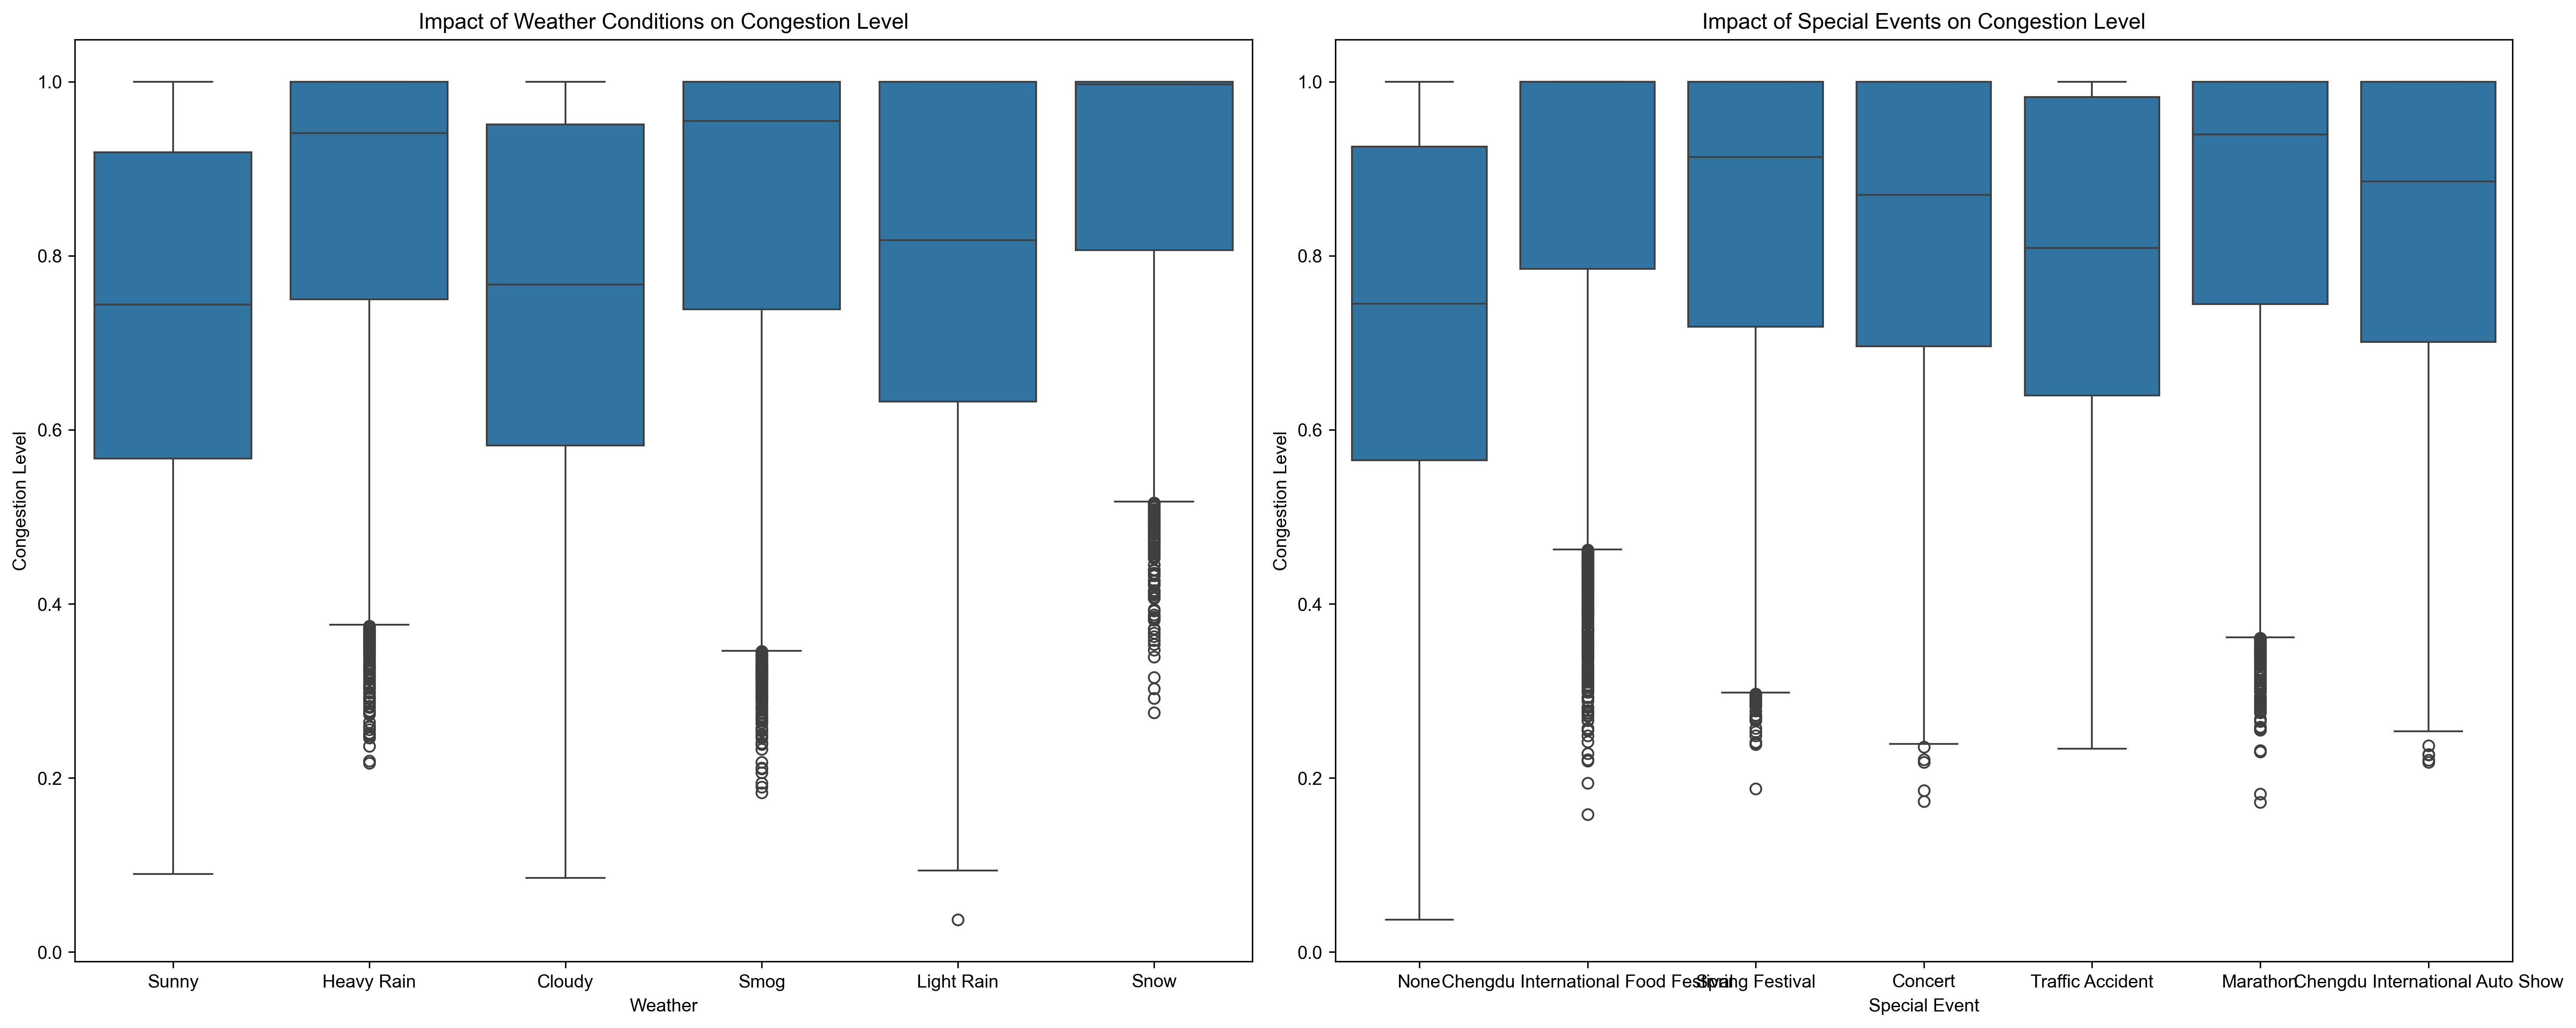 Impact of Weather Conditions on Congestion Level
Congestion Level
1.0
0.8
0.6
0.4
0.2
0.0
Sunny
Heavy Rain
Cloudy
Smog
Light Rain
Snow
Weather
Impact of Special Events on Congestion Level
Congestion Level
1.0
0.8
0.6
0.4
0.2
0.0
None
Chengdu International Food Festival
Spring Festival
Concert
Traffic Accident
Marathon
Chengdu International Auto Show
Special Event